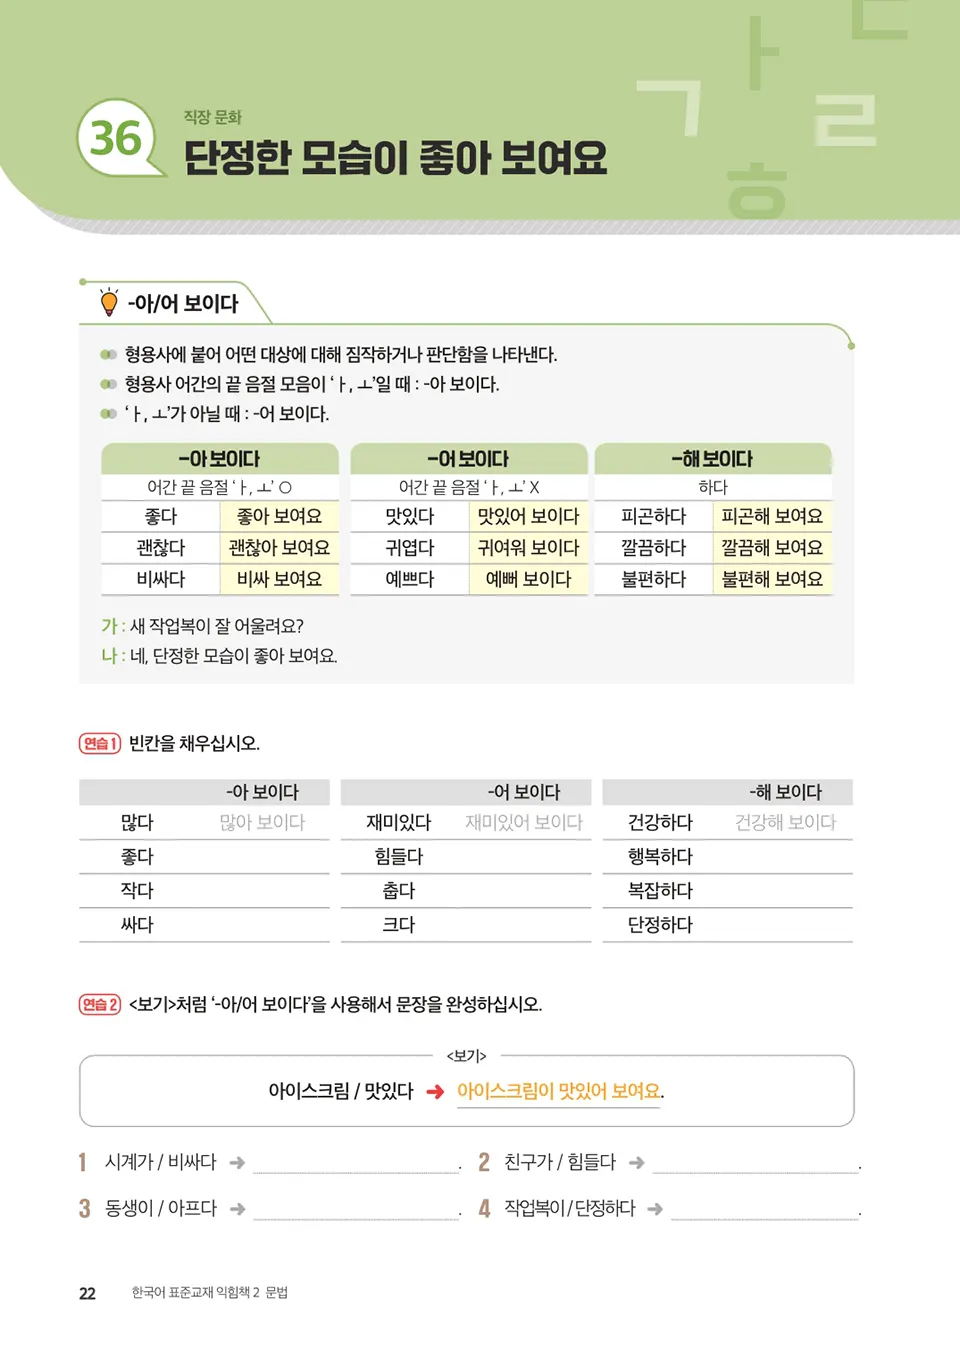 36
직장 문화
단정한 모습이 좋아 보여요
ㄱ ㅏ ㄹ ㄷ ㅎ
-아/어 보이다
형용사에 붙어 어떤 대상에 대해 짐작하거나 판단함을 나타낸다.
형용사 어간의 끝 음절 모음이 ‘ㅏ, ㅗ’일 때 : -아 보이다.
‘ㅏ, ㅗ’가 아닐 때 : -어 보이다.
-아 보이다 -어 보이다 -해 보이다
어간 끝 음절 ‘ㅏ, ㅗ’ O 어간 끝 음절 ‘ㅏ, ㅗ’ X 하다
좋다 좋아 보여요 맛있다 맛있어 보이다 피곤하다 피곤해 보여요
괜찮다 괜찮아 보여요 귀엽다 귀여워 보이다 깔끔하다 깔끔해 보여요
비싸다 비싸 보여요 예쁘다 예뻐 보이다 불편하다 불편해 보여요
가 : 새 작업복이 잘 어울려요?
나 : 네, 단정한 모습이 좋아 보여요.
연습 1 빈칸을 채우십시오.
-아 보이다 -어 보이다 -해 보이다
많다 많아 보이다 재미있다 재미있어 보이다 건강하다 건강해 보이다
좋다 힘들다 행복하다
작다 춥다 복잡하다
싸다 크다 단정하다
연습 2 <보기>처럼 ‘-아/어 보이다’을 사용해서 문장을 완성하십시오.
<보기>
아이스크림 / 맛있다 ➜ 아이스크림이 맛있어 보여요.
1 시계가 / 비싸다 ➜ . 2 친구가 / 힘들다 ➜ .
3 동생이 / 아프다 ➜ . 4 작업복이 / 단정하다 ➜ .
22 한국어 표준교재 익힘책 2 문법